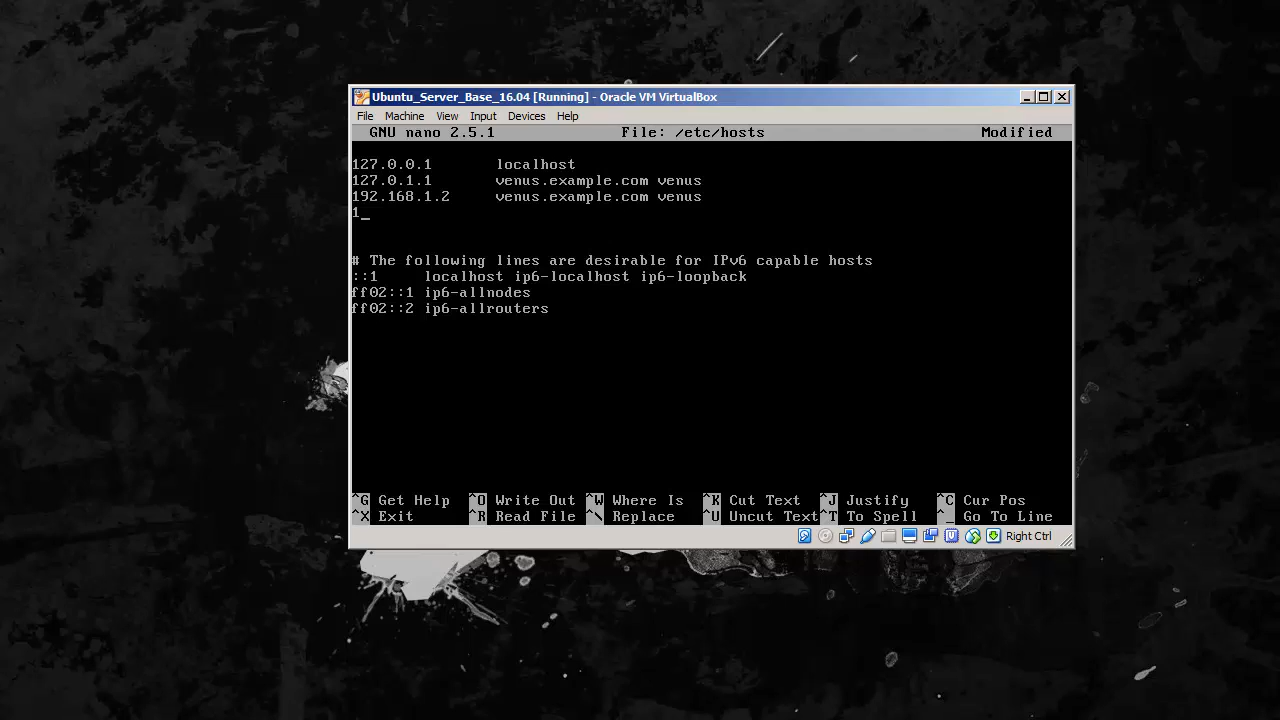 Ubuntu_Server_Base_16.04 [Running] - Oracle VM VirtualBox
File Machine View Input Devices Help
GNU nano 2.5.1 File: /etc/hosts Modified
127.0.0.1 localhost
127.0.1.1 venus.example.com venus
192.168.1.2 venus.example.com venus
1_
# The following lines are desirable for IPv6 capable hosts
::1 localhost ip6-localhost ip6-loopback
ff02::1 ip6-allnodes
ff02::2 ip6-allrouters
^G Get Help ^O Write Out ^W Where Is ^K Cut Text ^J Justify ^C Cur Pos
^X Exit ^R Read File ^\ Replace ^U Uncut Text ^T To Spell ^_ Go To Line
Right Ctrl